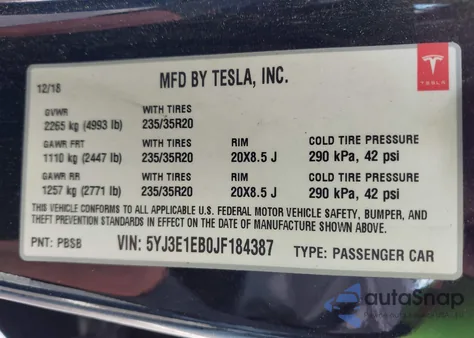 MFD BY TESLA, INC.
TESLA
12/18
GVWR WITH TIRES
2265 kg (4993 lb) 235/35R20
GAWR FRT WITH TIRES RIM COLD TIRE PRESSURE
1110 kg (2447 lb) 235/35R20 20X8.5 J 290 kPa, 42 psi
GAWR RR WITH TIRES RIM COLD TIRE PRESSURE
1257 kg (2771 lb) 235/35R20 20X8.5 J 290 kPa, 42 psi
THIS VEHICLE CONFORMS TO ALL APPLICABLE U.S. FEDERAL MOTOR VEHICLE SAFETY, BUMPER, AND
THEFT PREVENTION STANDARDS IN EFFECT ON THE DATE OF MANUFACTURE SHOWN ABOVE.
PNT: PBSB VIN: 5YJ3E1EB0JF184387 TYPE: PASSENGER CAR
autoSnap